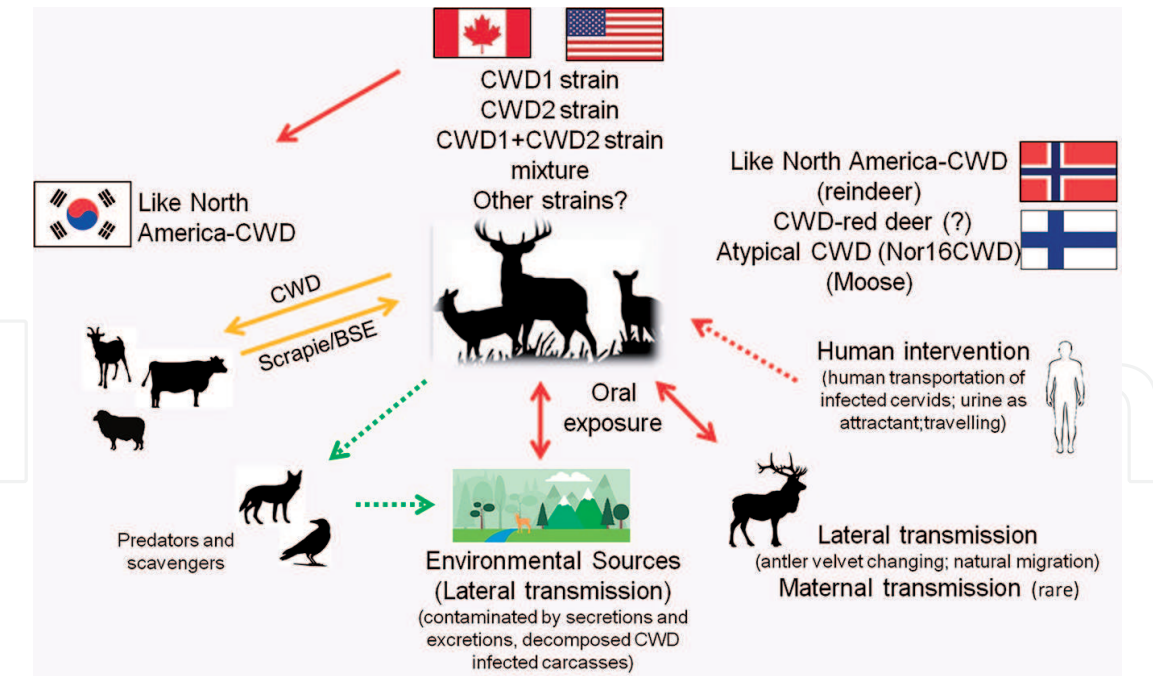 CWD1 strain
CWD2 strain
CWD1+CWD2 strain
mixture
Other strains?
Like North
America-CWD
Like North America-CWD
(reindeer)
CWD-red deer (?)
Atypical CWD (Nor16CWD)
(Moose)
CWD
Scrapie/BSE
Human intervention
(human transportation of
infected cervids; urine as
attractant;travelling)
Oral
exposure
Predators and
scavengers
Environmental Sources
(Lateral transmission)
(contaminated by secretions and
excretions, decomposed CWD
infected carcasses)
Lateral transmission
(antler velvet changing; natural migration)
Maternal transmission (rare)